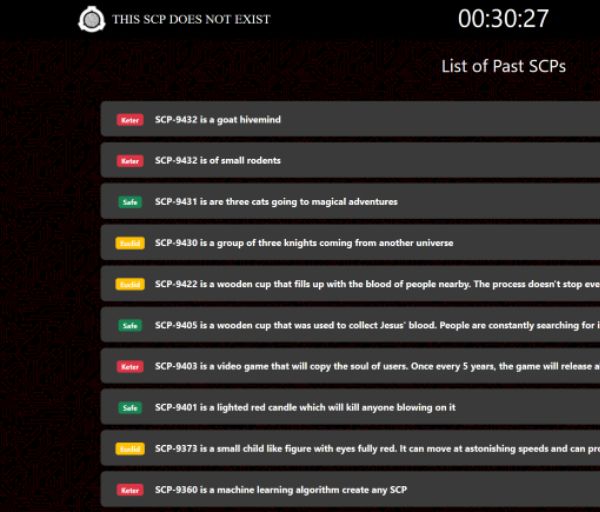 THIS SCP DOES NOT EXIST
00:30:27
List of Past SCPs
Keter SCP-9432 is a goat hivemind
Keter SCP-9432 is of small rodents
Safe SCP-9431 is are three cats going to magical adventures
Euclid SCP-9430 is a group of three knights coming from another universe
Euclid SCP-9422 is a wooden cup that fills up with the blood of people nearby. The process doesn't stop eve
Safe SCP-9405 is a wooden cup that was used to collect Jesus' blood. People are constantly searching for i
Keter SCP-9403 is a video game that will copy the soul of users. Once every 5 years, the game will release a
Safe SCP-9401 is a lighted red candle which will kill anyone blowing on it
Euclid SCP-9373 is a small child like figure with eyes fully red. It can move at astonishing speeds and can pro
Keter SCP-9360 is a machine learning algorithm create any SCP